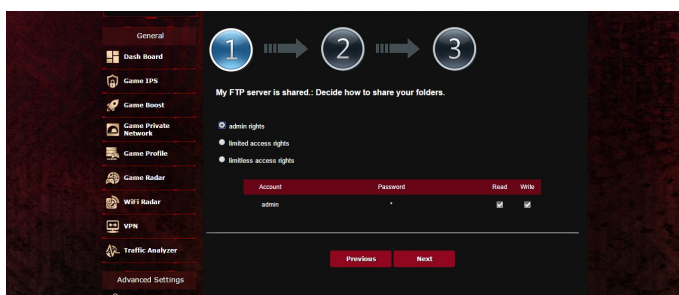 General
Dash Board
Game IPS
Game Boost
Game Private
Network
Game Profile
Game Radar
WiFi Radar
VPN
Traffic Analyzer
Advanced Settings
1 2 3
My FTP server is shared.: Decide how to share your folders.
admin rights
limited access rights
limitless access rights
Account Password Read Write
admin *
Previous Next